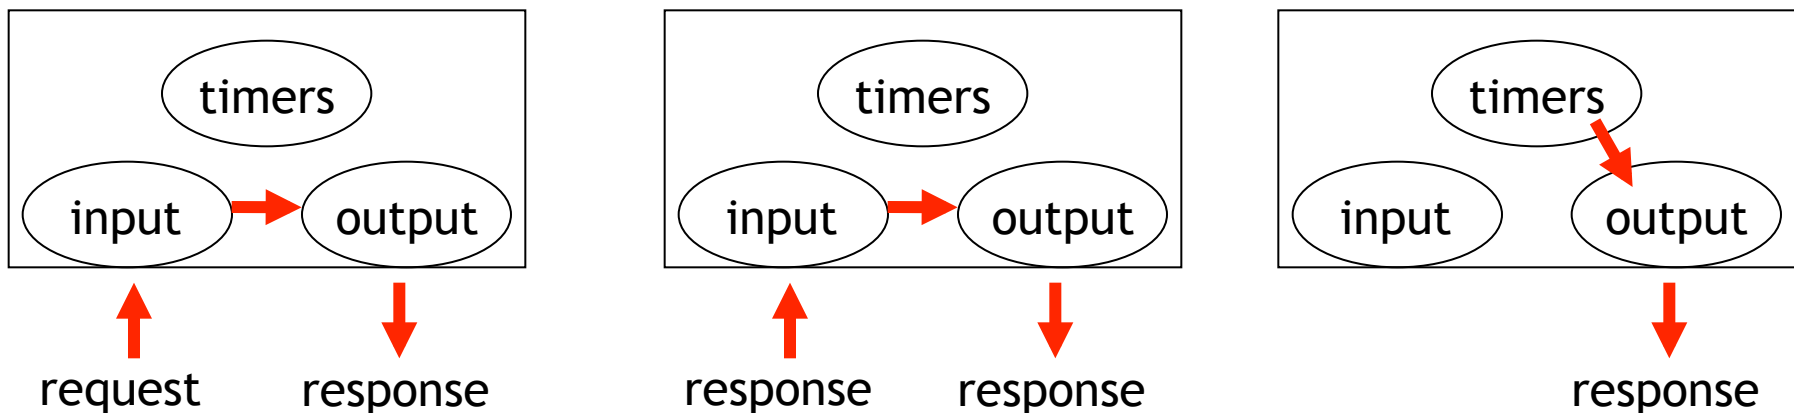 timers
input output
request response
timers
input output
response response
timers
input output
response